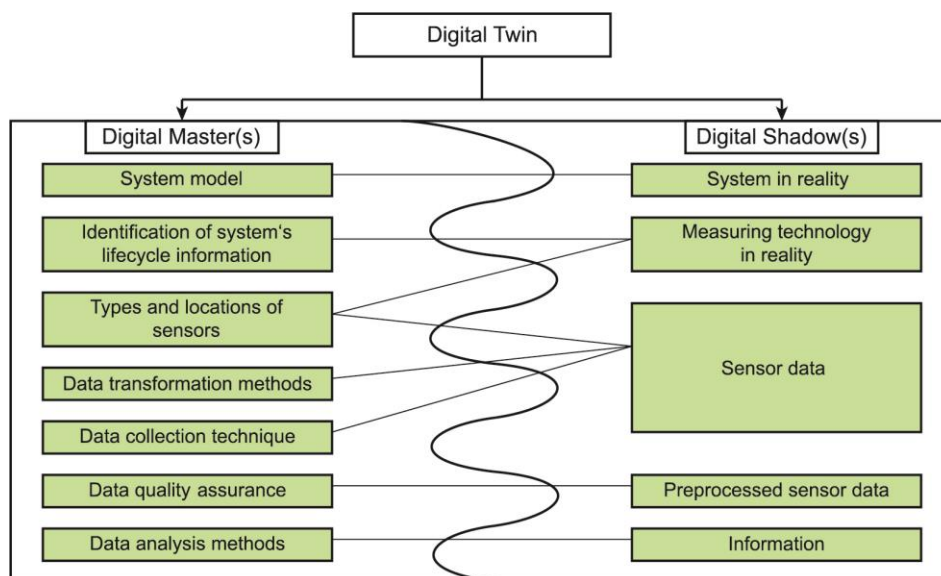 Digital Twin
Digital Master(s)
Digital Shadow(s)
System model
System in reality
Identification of system‘s
lifecycle information
Measuring technology
in reality
Types and locations of
sensors
Sensor data
Data transformation methods
Data collection technique
Data quality assurance
Preprocessed sensor data
Data analysis methods
Information